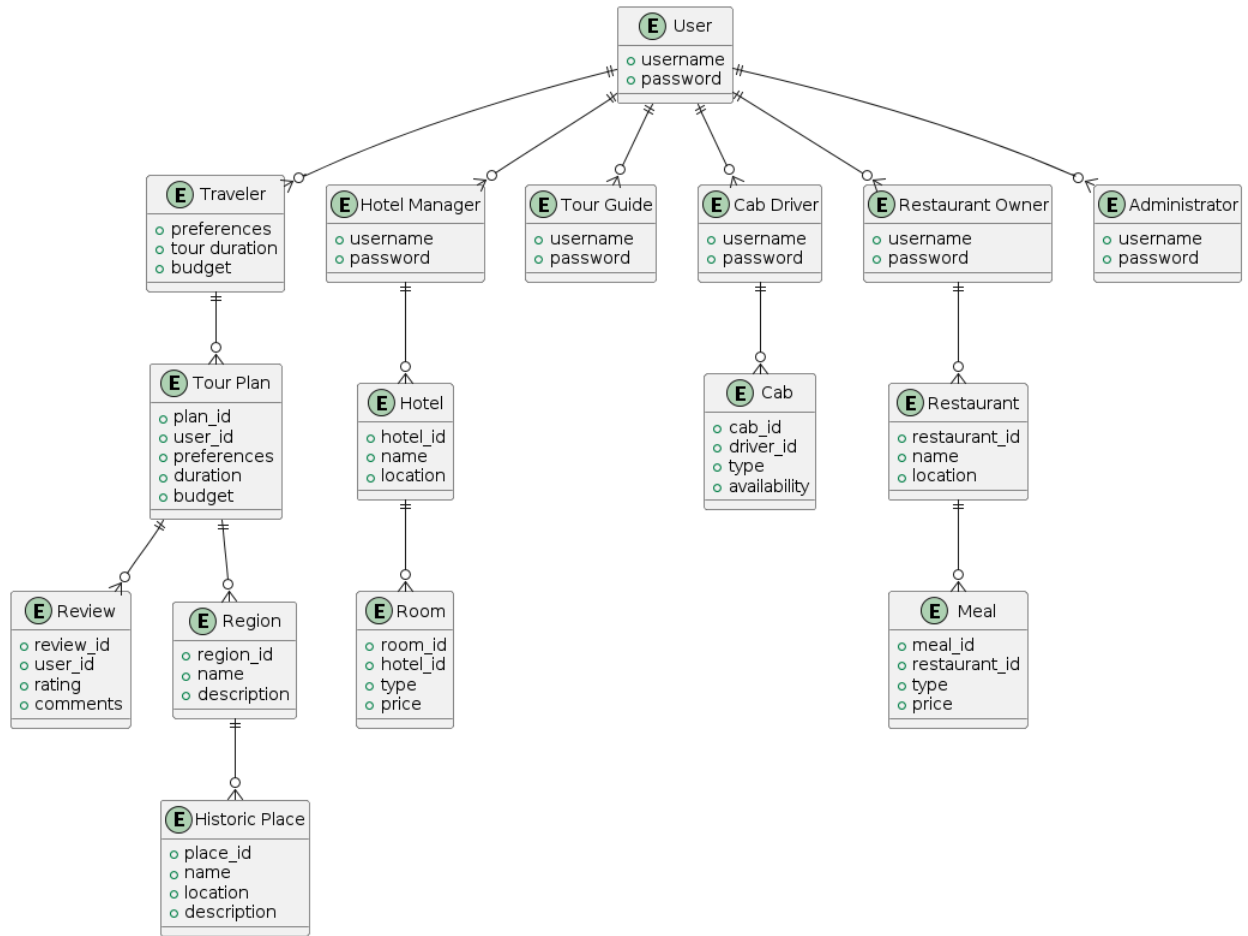 E User
username
password
E Traveler
preferences
tour duration
budget
E Hotel Manager
username
password
E Tour Guide
username
password
E Cab Driver
username
password
E Restaurant Owner
username
password
E Administrator
username
password
E Tour Plan
plan_id
user_id
preferences
duration
budget
E Hotel
hotel_id
name
location
E Cab
cab_id
driver_id
type
availability
E Restaurant
restaurant_id
name
location
E Review
review_id
user_id
rating
comments
E Region
region_id
name
description
E Room
room_id
hotel_id
type
price
E Meal
meal_id
restaurant_id
type
price
E Historic Place
place_id
name
location
description